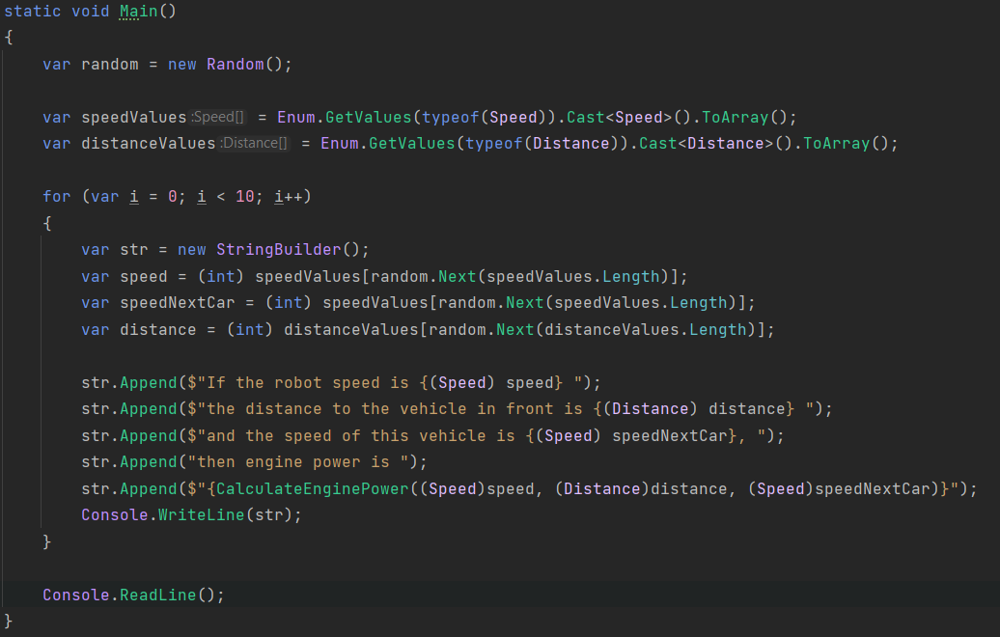 static void Main()
{
    var random = new Random();

    var speedValues :Speed[] = Enum.GetValues(typeof(Speed)).Cast<Speed>().ToArray();
    var distanceValues :Distance[] = Enum.GetValues(typeof(Distance)).Cast<Distance>().ToArray();

    for (var i = 0; i < 10; i++)
    {
        var str = new StringBuilder();
        var speed = (int) speedValues[random.Next(speedValues.Length)];
        var speedNextCar = (int) speedValues[random.Next(speedValues.Length)];
        var distance = (int) distanceValues[random.Next(distanceValues.Length)];

        str.Append($"If the robot speed is {(Speed) speed} ");
        str.Append($"the distance to the vehicle in front is {(Distance) distance} ");
        str.Append($"and the speed of this vehicle is {(Speed) speedNextCar}, ");
        str.Append("then engine power is ");
        str.Append($"{CalculateEnginePower((Speed)speed, (Distance)distance, (Speed)speedNextCar)}");
        Console.WriteLine(str);
    }

    Console.ReadLine();
}